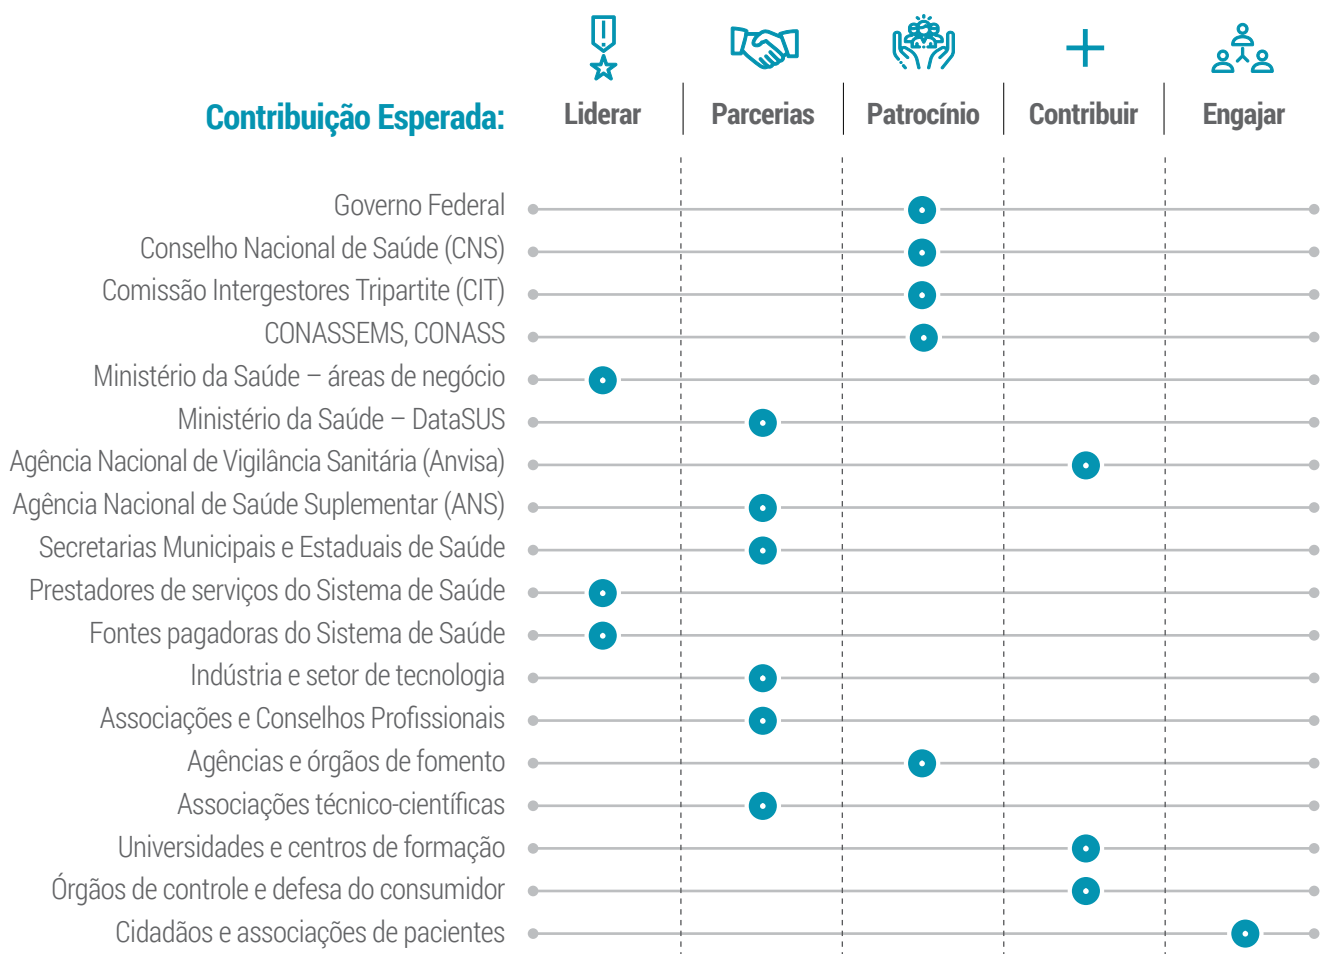 Contribuição Esperada:
Liderar
Parcerias
Patrocínio
Contribuir
Engajar
Governo Federal
Conselho Nacional de Saúde (CNS)
Comissão Intergestores Tripartite (CIT)
CONASSEMS, CONASS
Ministério da Saúde – áreas de negócio
Ministério da Saúde – DataSUS
Agência Nacional de Vigilância Sanitária (Anvisa)
Agência Nacional de Saúde Suplementar (ANS)
Secretarias Municipais e Estaduais de Saúde
Prestadores de serviços do Sistema de Saúde
Fontes pagadoras do Sistema de Saúde
Indústria e setor de tecnologia
Associações e Conselhos Profissionais
Agências e órgãos de fomento
Associações técnico-científicas
Universidades e centros de formação
Órgãos de controle e defesa do consumidor
Cidadãos e associações de pacientes